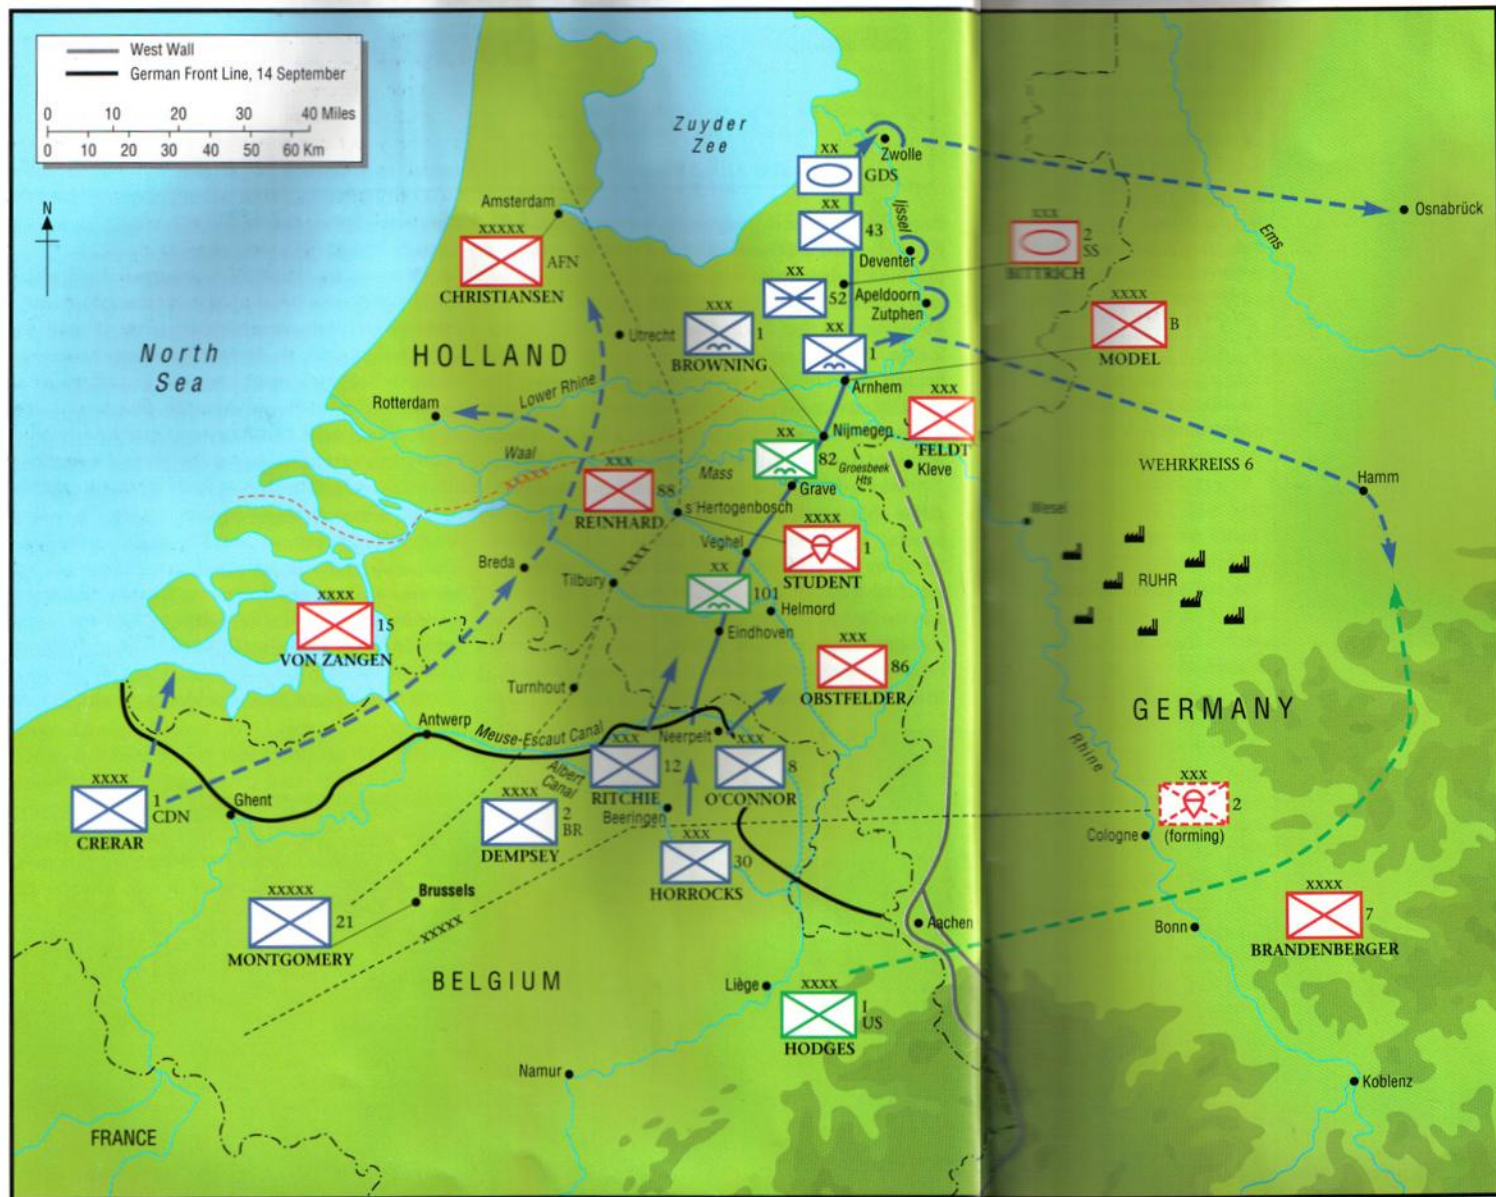 West Wall
German Front Line, 14 September
0 10 20 30 40 Miles
0 10 20 30 40 50 60 Km
N
Zuyder
Zee
North
Sea
Amsterdam
XXXXX
AFN
CHRISTIANSEN
HOLLAND
Utrecht
Rotterdam
Lower Rhine
Waal
Mass
XXXXX
XX
GDS
Zwolle
XX
43
Ijssel
Deventer
XX
52
Apeldoorn
Zutphen
XXX
1
BROWNING
XX
1
Arnhem
XXX
2
SS
BITTRICH
XXXX
B
MODEL
Ems
Osnabrück
XXX
FELDT
Nijmegen
XX
82
Groesbeek
Hts
Kleve
Grave
WEHRKREISS 6
Hamm
Wesel
RUHR
XXX
88
REINHARD
s'Hertogenbosch
XXXX
1
STUDENT
Veghel
Breda
Tilbury
XXXX
XX
101
Helmord
Eindhoven
XXXX
15
VON ZANGEN
XXX
86
OBSTFELDER
Turnhout
Antwerp
Meuse-Escaut Canal
Albert
Canal
Neerpelt
XXX
12
RITCHIE
XXX
8
O'CONNOR
Beeringen
GERMANY
Rhine
XXXX
1
CDN
CRERAR
Ghent
XXXX
2
BR
DEMPSEY
XXX
30
HORROCKS
XXX
2
(forming)
Cologne
XXXXX
21
MONTGOMERY
Brussels
XXXXX
BELGIUM
Aachen
Bonn
XXXX
7
BRANDENBERGER
Liège
XXXX
I
US
HODGES
Namur
Koblenz
FRANCE